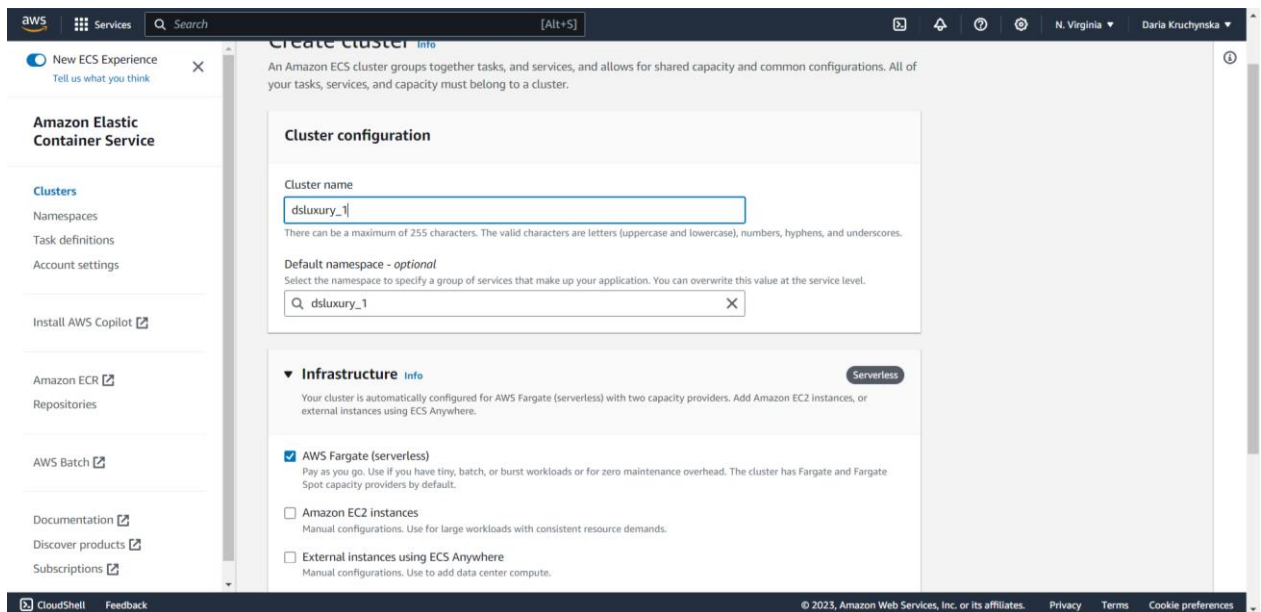 aws
Services
Search
[Alt+S]
N. Virginia
Daria Kruchynska
New ECS Experience
Tell us what you think
Amazon Elastic
Container Service
Clusters
Namespaces
Task definitions
Account settings
Install AWS Copilot
Amazon ECR
Repositories
AWS Batch
Documentation
Discover products
Subscriptions
Create cluster Info
An Amazon ECS cluster groups together tasks, and services, and allows for shared capacity and common configurations. All of
your tasks, services, and capacity must belong to a cluster.
Cluster configuration
Cluster name
dsluxury_1
There can be a maximum of 255 characters. The valid characters are letters (uppercase and lowercase), numbers, hyphens, and underscores.
Default namespace - optional
Select the namespace to specify a group of services that make up your application. You can overwrite this value at the service level.
dsluxury_1
Infrastructure Info
Serverless
Your cluster is automatically configured for AWS Fargate (serverless) with two capacity providers. Add Amazon EC2 instances, or
external instances using ECS Anywhere.
AWS Fargate (serverless)
Pay as you go. Use if you have tiny, batch, or burst workloads or for zero maintenance overhead. The cluster has Fargate and Fargate
Spot capacity providers by default.
Amazon EC2 instances
Manual configurations. Use for large workloads with consistent resource demands.
External instances using ECS Anywhere
Manual configurations. Use to add data center compute.
CloudShell
Feedback
© 2023, Amazon Web Services, Inc. or its affiliates.
Privacy
Terms
Cookie preferences